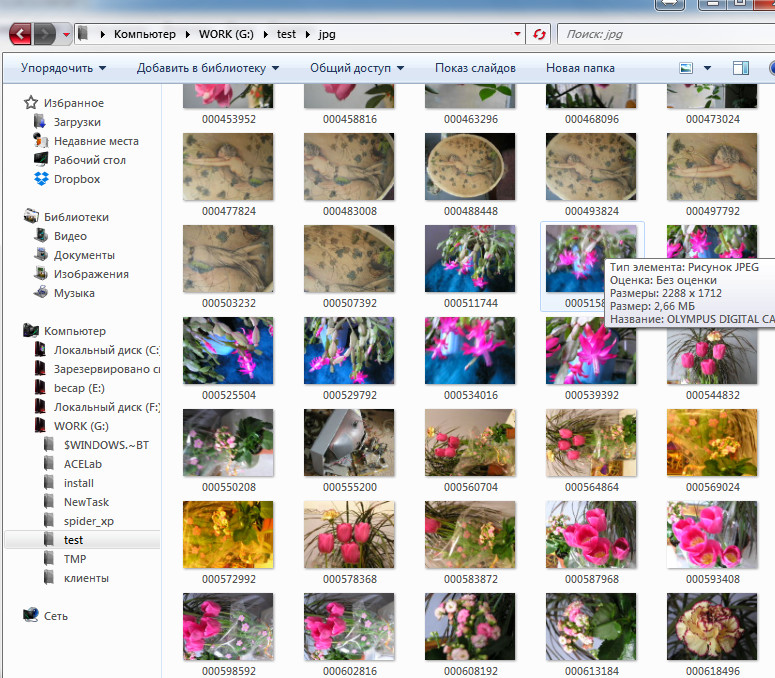 Компьютер WORK (G:) test jpg
Поиск: jpg
Упорядочить Добавить в библиотеку Общий доступ Показ слайдов Новая папка
Избранное
Загрузки
Недавние места
Рабочий стол
Dropbox
Библиотеки
Видео
Документы
Изображения
Музыка
Компьютер
Локальный диск (C:
Зарезервировано
becap (E:)
Локальный диск (F:)
WORK (G:)
$WINDOWS.~BT
ACELab
install
NewTask
spider_xp
test
TMP
клиенты
Сеть
000453952 000458816 000463296 000468096 000473024
000477824 000483008 000488448 000493824 000497792
000503232 000507392 000511744 000515
Тип элемента: Рисунок JPEG
Оценка: Без оценки
Размеры: 2288 x 1712
Размер: 2,66 МБ
Название: OLYMPUS DIGITAL CA
000525504 000529792 000534016 000539392 000544832
000550208 000555200 000560704 000564864 000569024
000572992 000578368 000583872 000587968 000593408
000598592 000602816 000608192 000613184 000618496